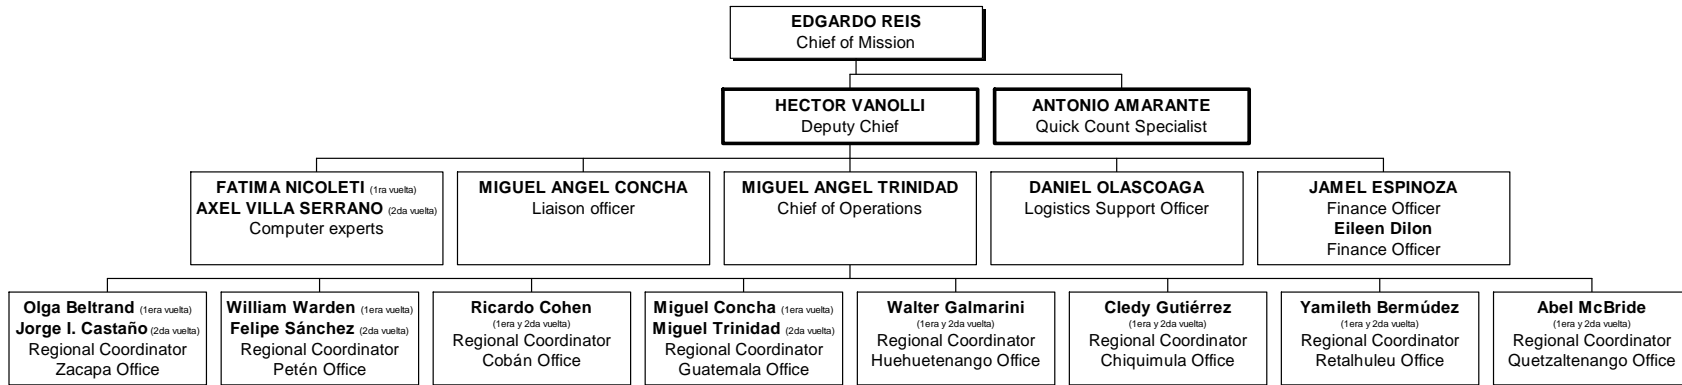 EDGARDO REIS
Chief of Mission
HECTOR VANOLLI
Deputy Chief
ANTONIO AMARANTE
Quick Count Specialist
FATIMA NICOLETI (1ra vuelta)
AXEL VILLA SERRANO (2da vuelta)
Computer experts
MIGUEL ANGEL CONCHA
Liaison officer
MIGUEL ANGEL TRINIDAD
Chief of Operations
DANIEL OLASCOAGA
Logistics Support Officer
JAMEL ESPINOZA
Finance Officer
Eileen Dilon
Finance Officer
Olga Beltrand (1era vuelta)
Jorge I. Castaño (2da vuelta)
Regional Coordinator
Zacapa Office
William Warden (1era vuelta)
Felipe Sánchez (2da vuelta)
Regional Coordinator
Petén Office
Ricardo Cohen
(1era y 2da vuelta)
Regional Coordinator
Cobán Office
Miguel Concha (1era vuelta)
Miguel Trinidad (2da vuelta)
Regional Coordinator
Guatemala Office
Walter Galmarini
(1era y 2da vuelta)
Regional Coordinator
Huehuetenango Office
Cledy Gutiérrez
(1era y 2da vuelta)
Regional Coordinator
Chiquimula Office
Yamileth Bermúdez
(1era y 2da vuelta)
Regional Coordinator
Retalhuleu Office
Abel McBride
(1era y 2da vuelta)
Regional Coordinator
Quetzaltenango Office